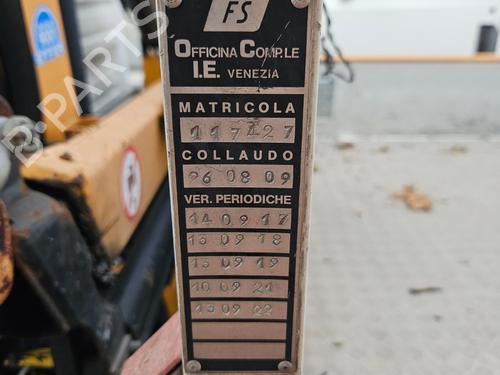 FS
OFFICINA COMP.LE
I.E. VENEZIA
MATRICOLA
117427
COLLAUDO
26 08 09
VER. PERIODICHE
14 09 17
13 09 18
13 09 19
10 09 21
13 09 22